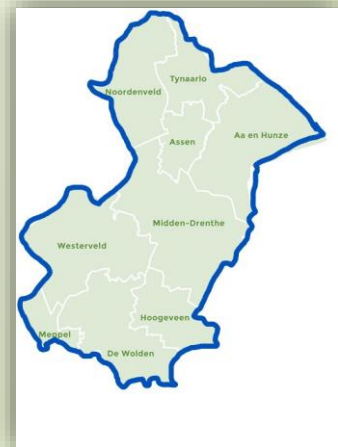 Tynaarlo
Noordenveld
Aa en Hunze
Assen
Midden-Drenthe
Westerveld
Hoogeveen
Meppel
De Wolden